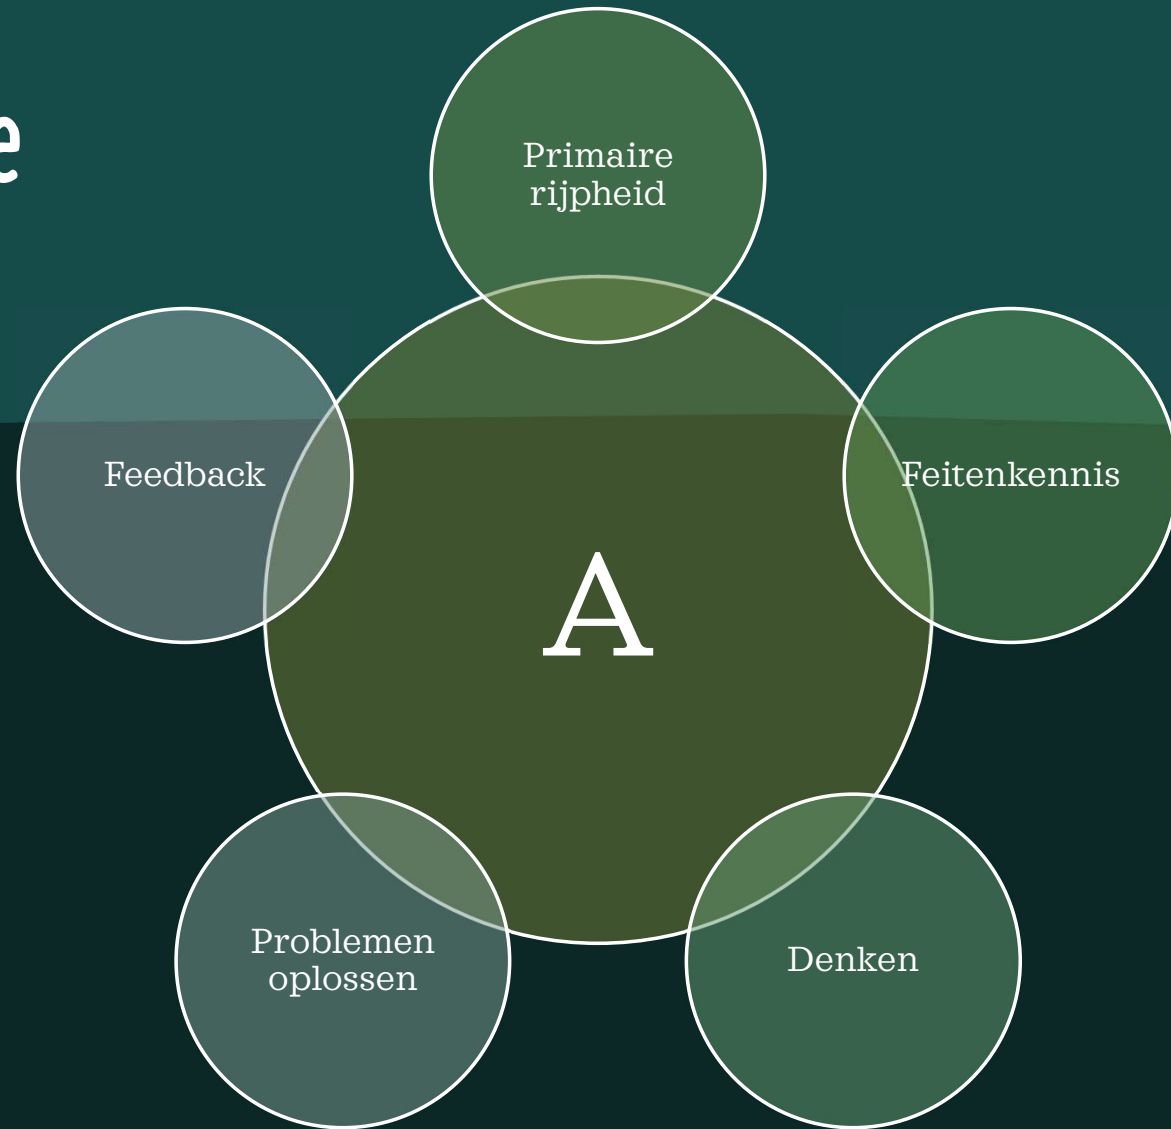 e
Primaire
rijpheid
Feedback
Feitenkennis
A
Problemen
oplossen
Denken